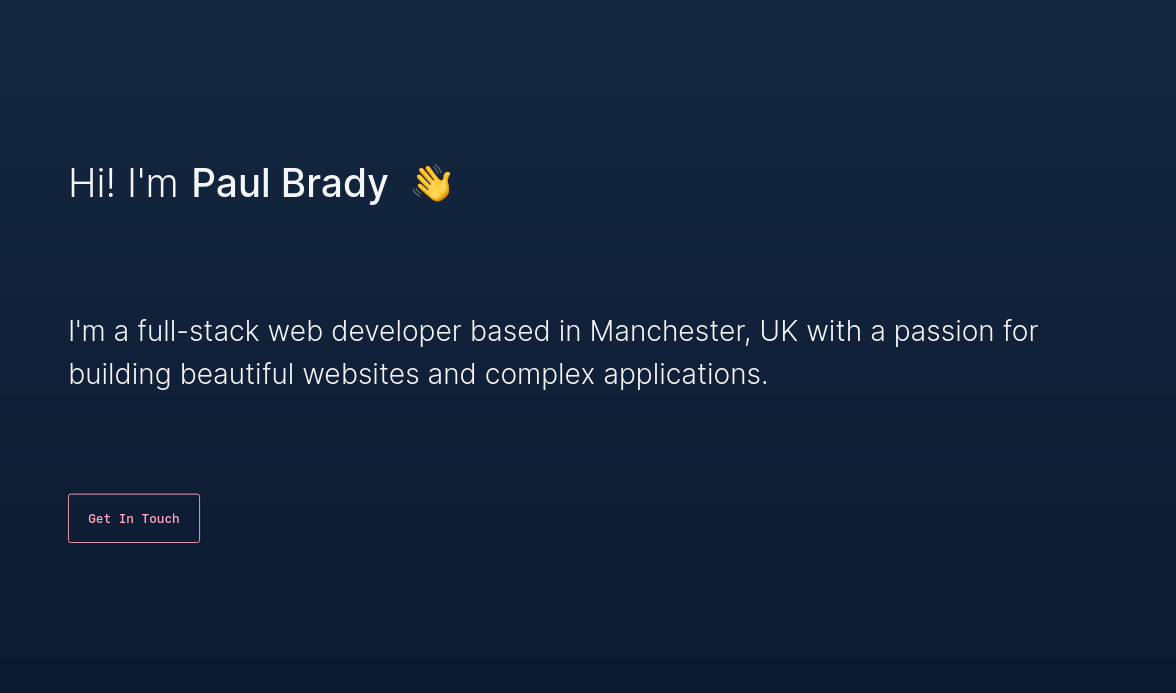 Hi! I'm Paul Brady 👋
I'm a full-stack web developer based in Manchester, UK with a passion for
building beautiful websites and complex applications.
Get In Touch